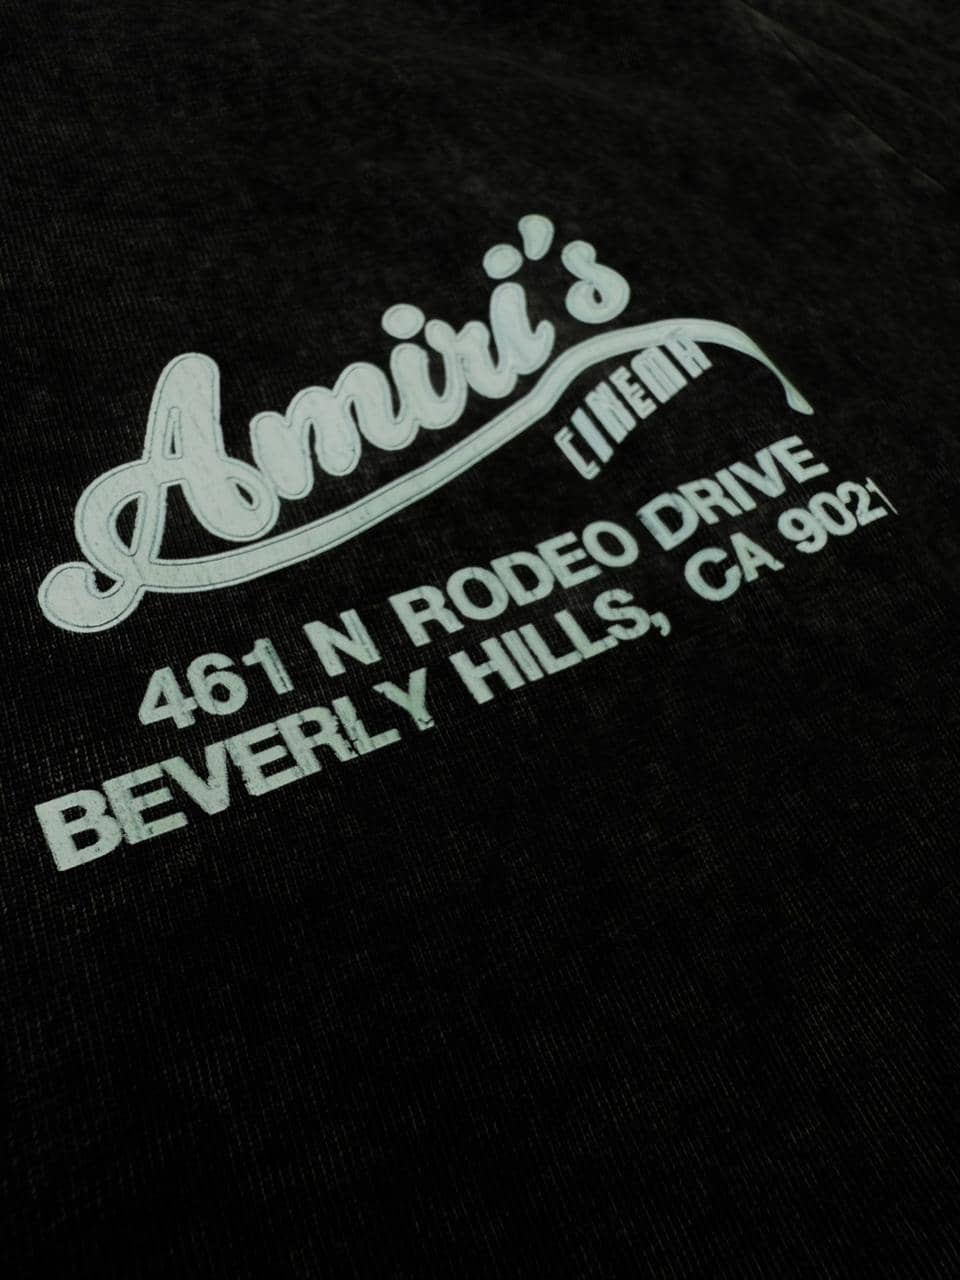 Amiri's
CINEMA
461 N RODEO DRIVE
BEVERLY HILLS, CA 9021